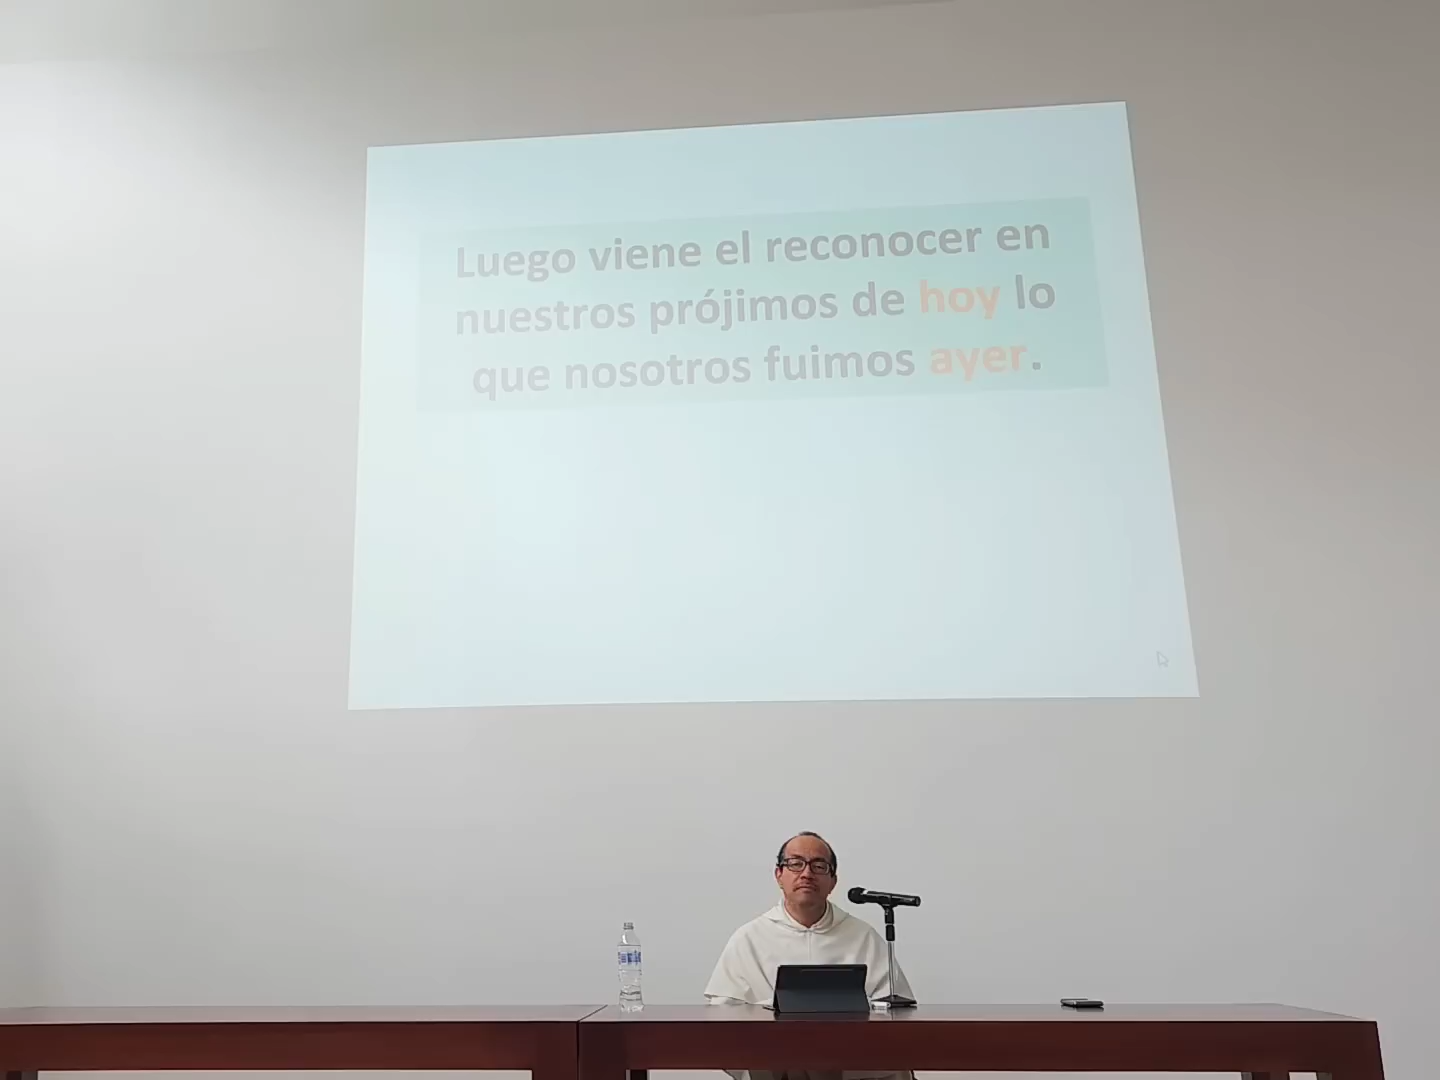 Luego viene el reconocer en
nuestros prójimos de hoy lo
que nosotros fuimos ayer.